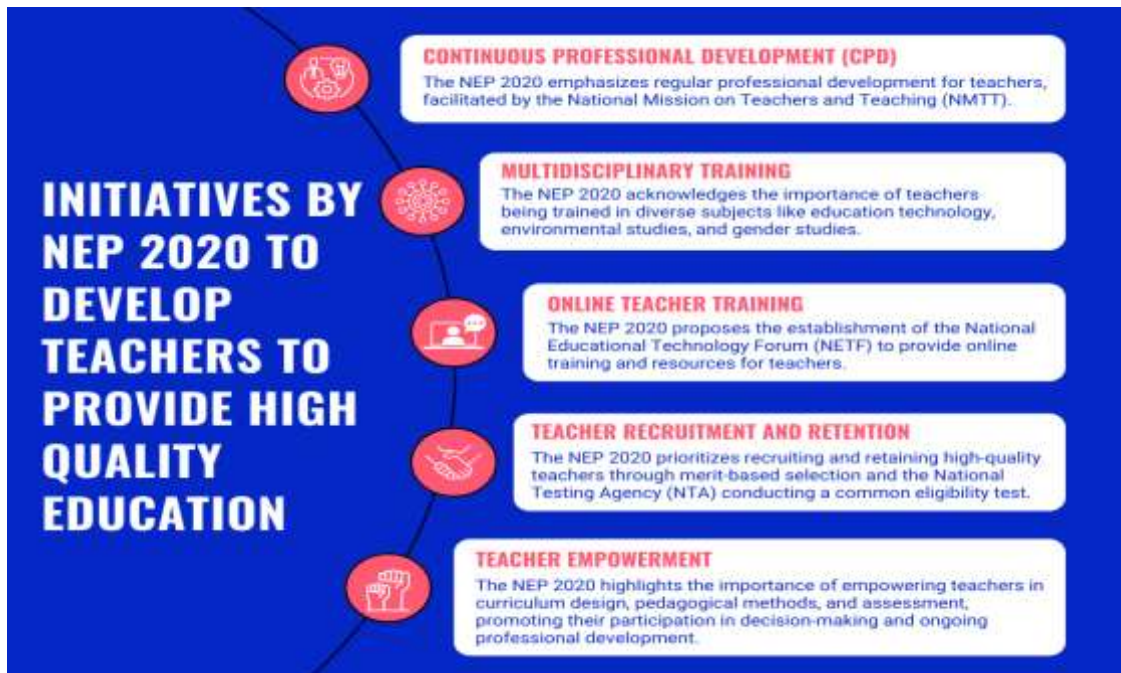 INITIATIVES BY
NEP 2020 TO
DEVELOP
TEACHERS TO
PROVIDE HIGH
QUALITY
EDUCATION
CONTINUOUS PROFESSIONAL DEVELOPMENT (CPD)
The NEP 2020 emphasizes regular professional development for teachers,
facilitated by the National Mission on Teachers and Teaching (NMTT).
MULTIDISCIPLINARY TRAINING
The NEP 2020 acknowledges the importance of teachers
being trained in diverse subjects like education technology,
environmental studies, and gender studies.
ONLINE TEACHER TRAINING
The NEP 2020 proposes the establishment of the National
Educational Technology Forum (NETF) to provide online
training and resources for teachers.
TEACHER RECRUITMENT AND RETENTION
The NEP 2020 prioritizes recruiting and retaining high-quality
teachers through merit-based selection and the National
Testing Agency (NTA) conducting a common eligibility test.
TEACHER EMPOWERMENT
The NEP 2020 highlights the importance of empowering teachers in
curriculum design, pedagogical methods, and assessment,
promoting their participation in decision-making and ongoing
professional development.